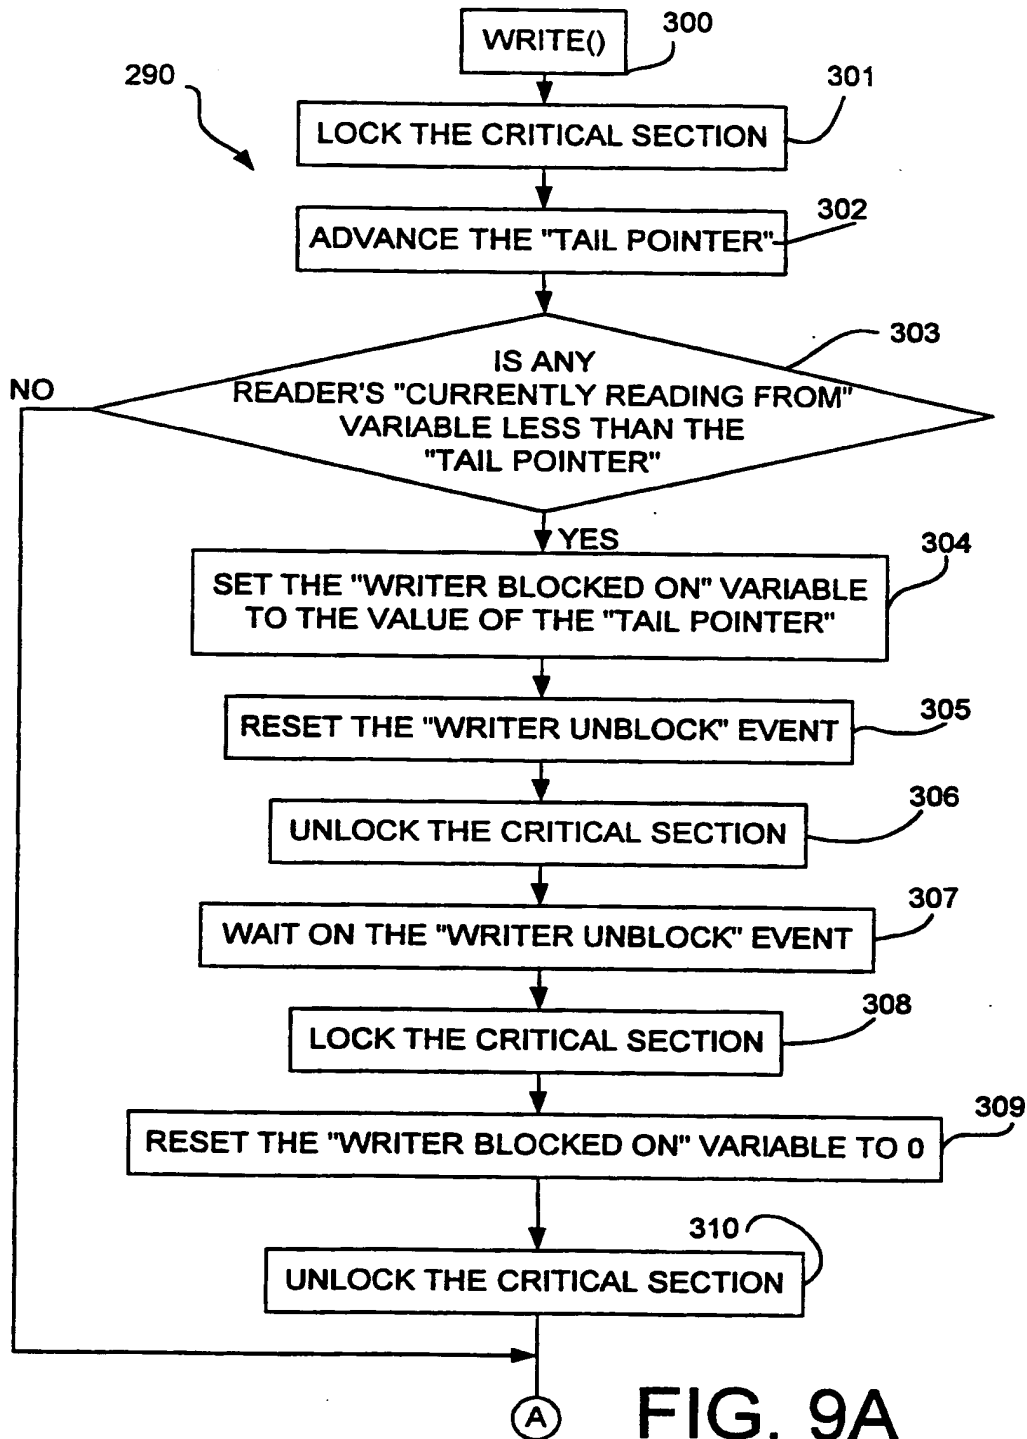 WRITE()
300
290
301
LOCK THE CRITICAL SECTION
302
ADVANCE THE "TAIL POINTER"
303
NO
IS ANY
READER'S "CURRENTLY READING FROM"
VARIABLE LESS THAN THE
"TAIL POINTER"
YES
304
SET THE "WRITER BLOCKED ON" VARIABLE
TO THE VALUE OF THE "TAIL POINTER"
305
RESET THE "WRITER UNBLOCK" EVENT
306
UNLOCK THE CRITICAL SECTION
307
WAIT ON THE "WRITER UNBLOCK" EVENT
308
LOCK THE CRITICAL SECTION
309
RESET THE "WRITER BLOCKED ON" VARIABLE TO 0
310
UNLOCK THE CRITICAL SECTION
A
FIG. 9A